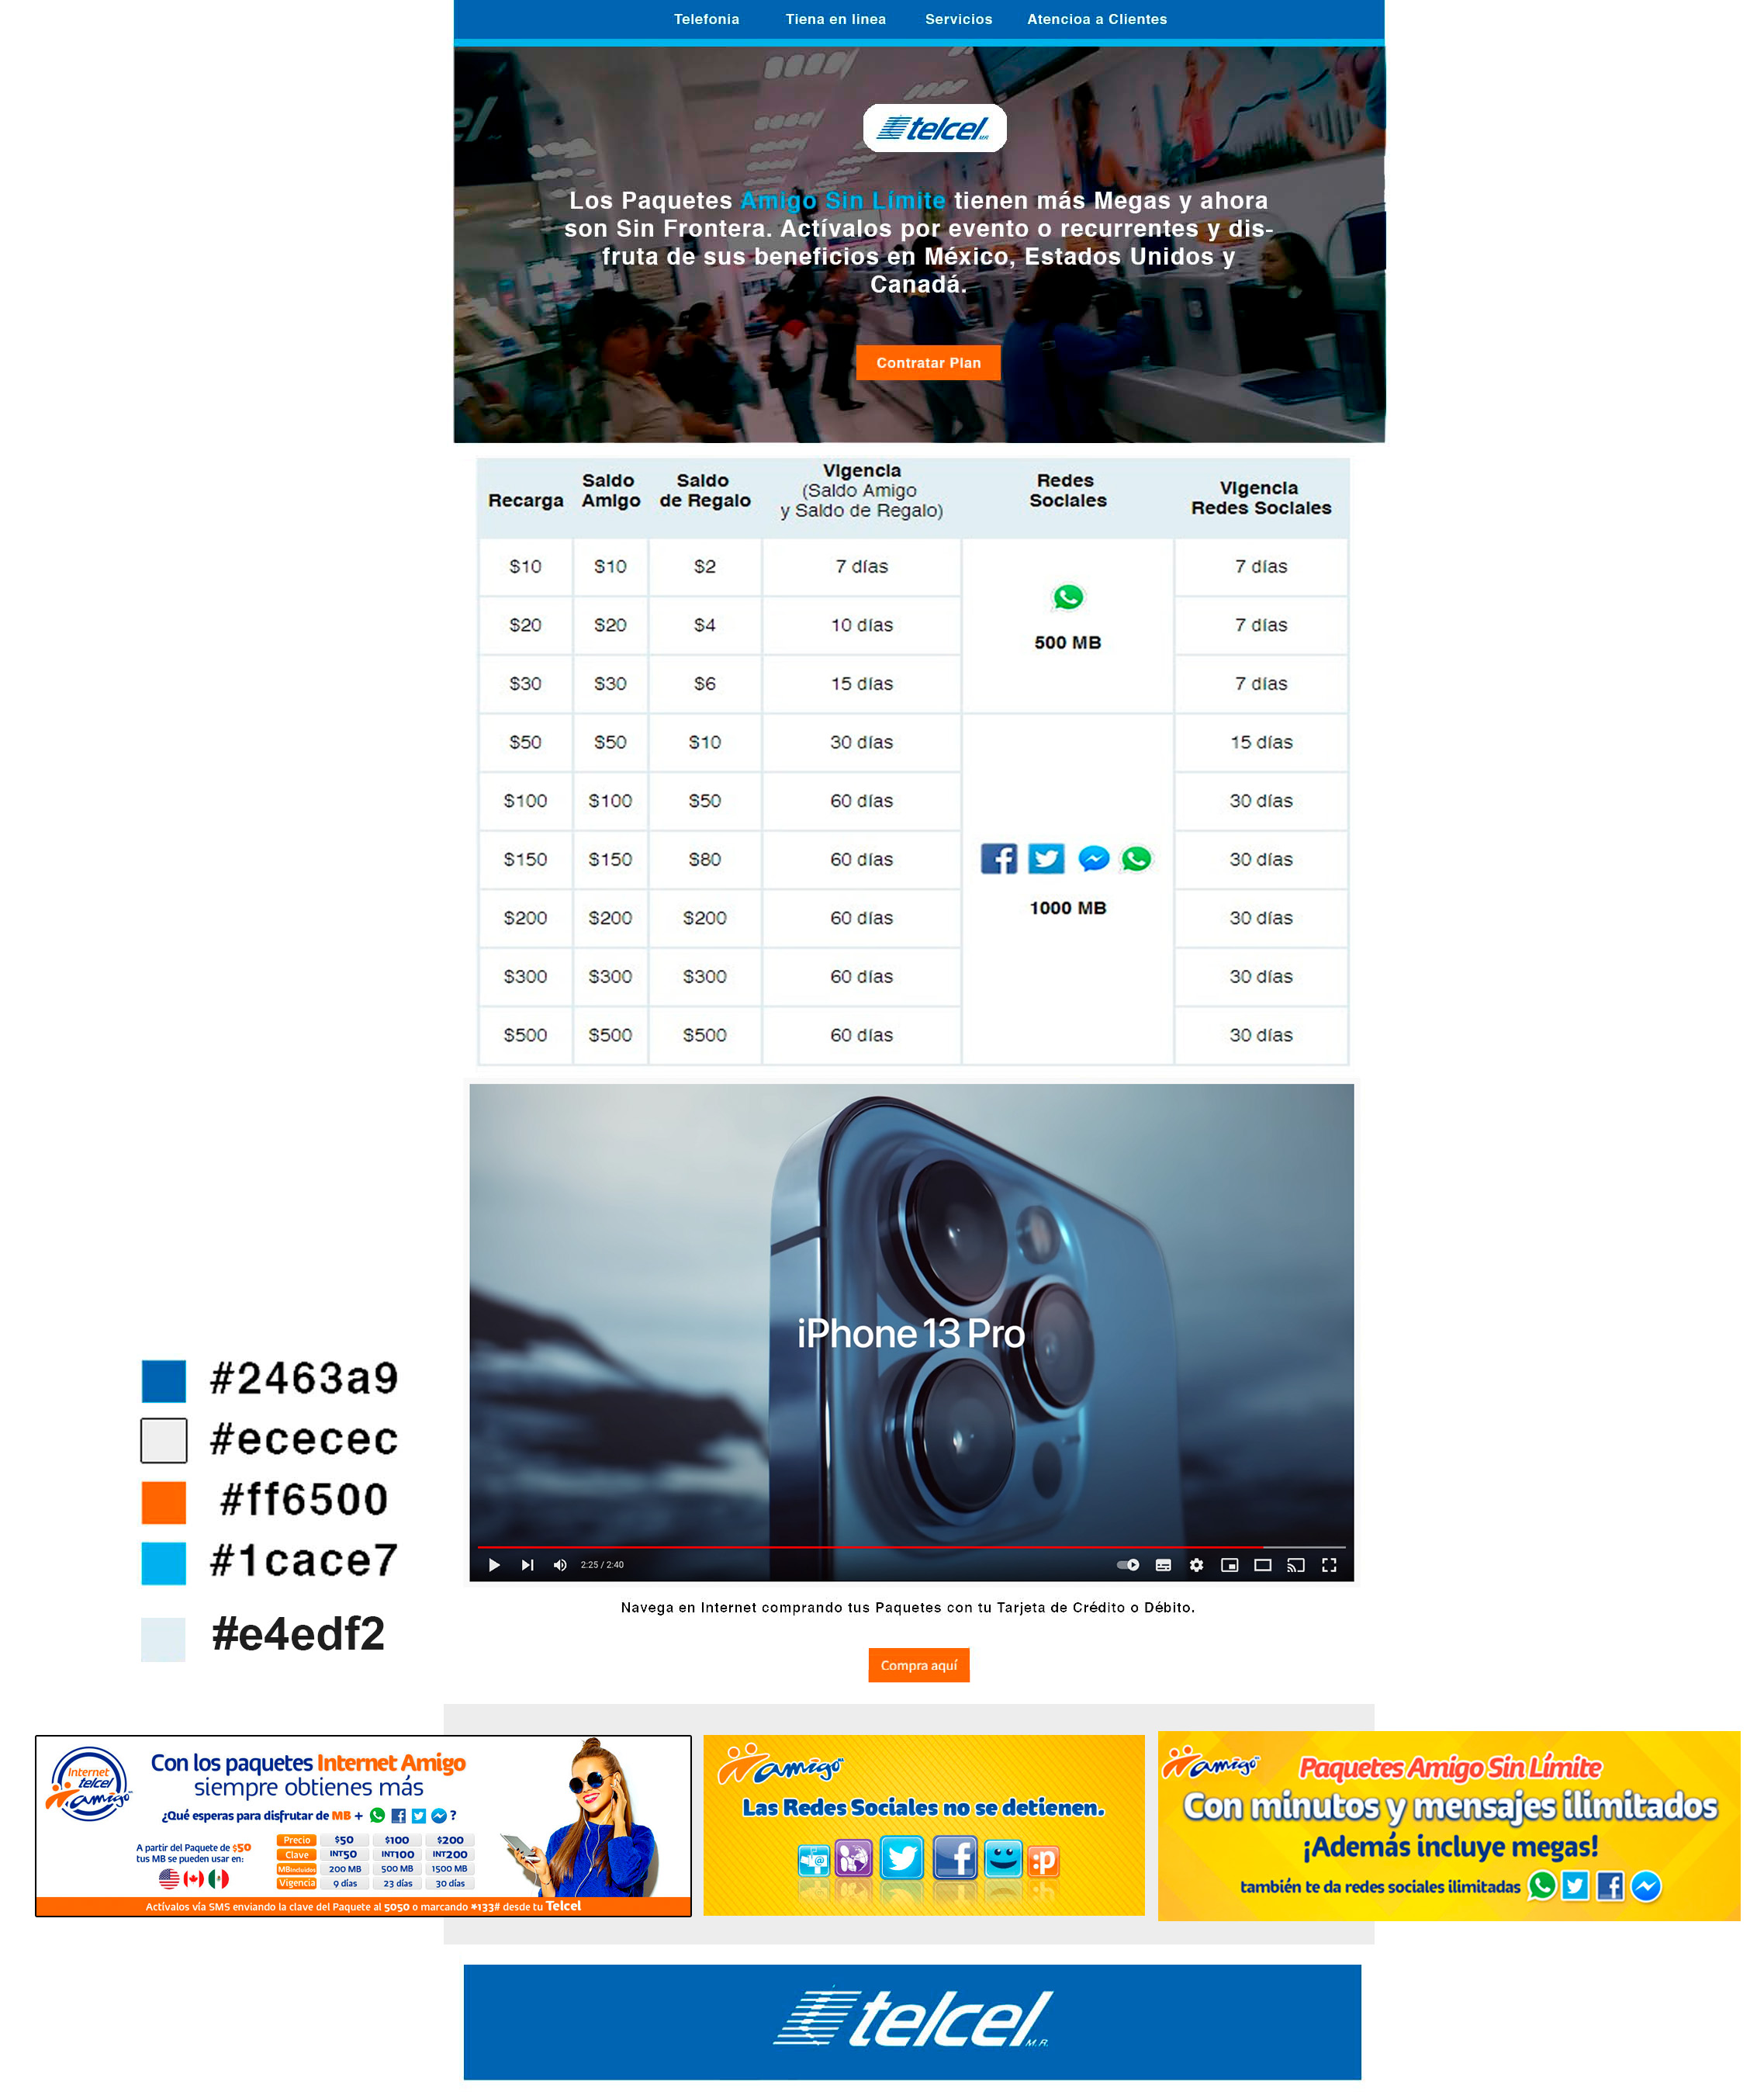 Telefonia Tiena en linea Servicios Atencioa a Clientes
telcel M.R.
Los Paquetes Amigo Sin Límite tienen más Megas y ahora
son Sin Frontera. Actívalos por evento o recurrentes y dis-
fruta de sus beneficios en México, Estados Unidos y
Canadá.
Contratar Plan
Recarga Saldo Amigo Saldo de Regalo Vigencia (Saldo Amigo y Saldo de Regalo) Redes Sociales Vigencia Redes Sociales
$10 $10 $2 7 días 7 días
$20 $20 $4 10 días 7 días
500 MB
$30 $30 $6 15 días 7 días
$50 $50 $10 30 días 15 días
$100 $100 $50 60 días 30 días
$150 $150 $80 60 días 30 días
1000 MB
$200 $200 $200 60 días 30 días
$300 $300 $300 60 días 30 días
$500 $500 $500 60 días 30 días
iPhone 13 Pro
2:25 / 2:40
#2463a9
#ececec
#ff6500
#1cace7
#e4edf2
Navega en Internet comprando tus Paquetes con tu Tarjeta de Crédito o Débito.
Compra aquí
Internet
telcel
amigo
Con los paquetes Internet Amigo
siempre obtienes más
¿Qué esperas para disfrutar de MB + ?
A partir del Paquete de $50
tus MB se pueden usar en:
Precio $50 $100 $200
Clave INT50 INT100 INT200
MB incluidos 200 MB 500 MB 1500 MB
Vigencia 9 días 23 días 30 días
Actívalos vía SMS enviando la clave del Paquete al 5050 o marcando *133# desde tu Telcel
amigo
Las Redes Sociales no se detienen.
amigo
Paquetes Amigo Sin Límite
Con minutos y mensajes ilimitados
¡Además incluye megas!
también te da redes sociales ilimitadas
telcel M.R.